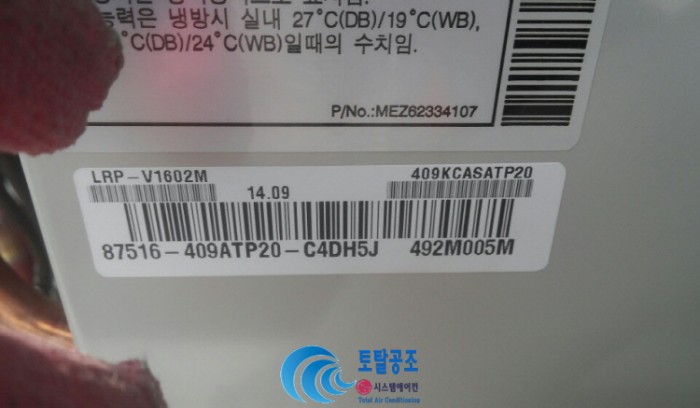 능력은 냉방시 실내 27°C(DB)/19°C(WB),
°C(DB)/24°C(WB)일때의 수치임.
P/No.:MEZ62334107
LRP-V1602M
14.09
409KCASATP20
87516-409ATP20-C4DH5J 492M005M
토탈공조
시스템에어컨
Total Air Conditioning